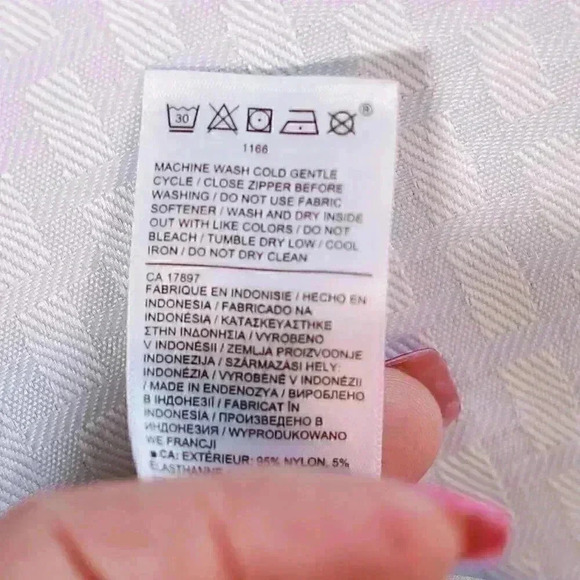 30
®
1166
MACHINE WASH COLD GENTLE
CYCLE / CLOSE ZIPPER BEFORE
WASHING / DO NOT USE FABRIC
SOFTENER / WASH AND DRY INSIDE
OUT WITH LIKE COLORS / DO NOT
BLEACH / TUMBLE DRY LOW / COOL
IRON / DO NOT DRY CLEAN
CA 17897
FABRIQUE EN INDONISIE / HECHO EN
INDONESIA / FABRICADO NA
INDONÉSIA / ΚΑΤΑΣΚΕΥΑΣΤΗΚΕ
ΣΤΗΝ ΙΝΔΟΝΗΣΙΑ / VYROBENO
V INDONÉSII / ZEMLJA PROIZVODNJE
INDONEZIJA / SZÁRMAZÁSI HELY:
INDONÉZIA / VYROBENÉ V INDONÉZII
/ MADE IN ENDENOZYA / ВИРОБЛЕНО
В ІНДОНЕЗІЇ / FABRICAT ÎN
INDONESIA / ПРОИЗВЕДЕНО В
ИНДОНЕЗИЯ / WYPRODUKOWANO
WE FRANCJI
CA: EXTÉRIEUR: 95% NYLON, 5%
ÉLASTHANNE